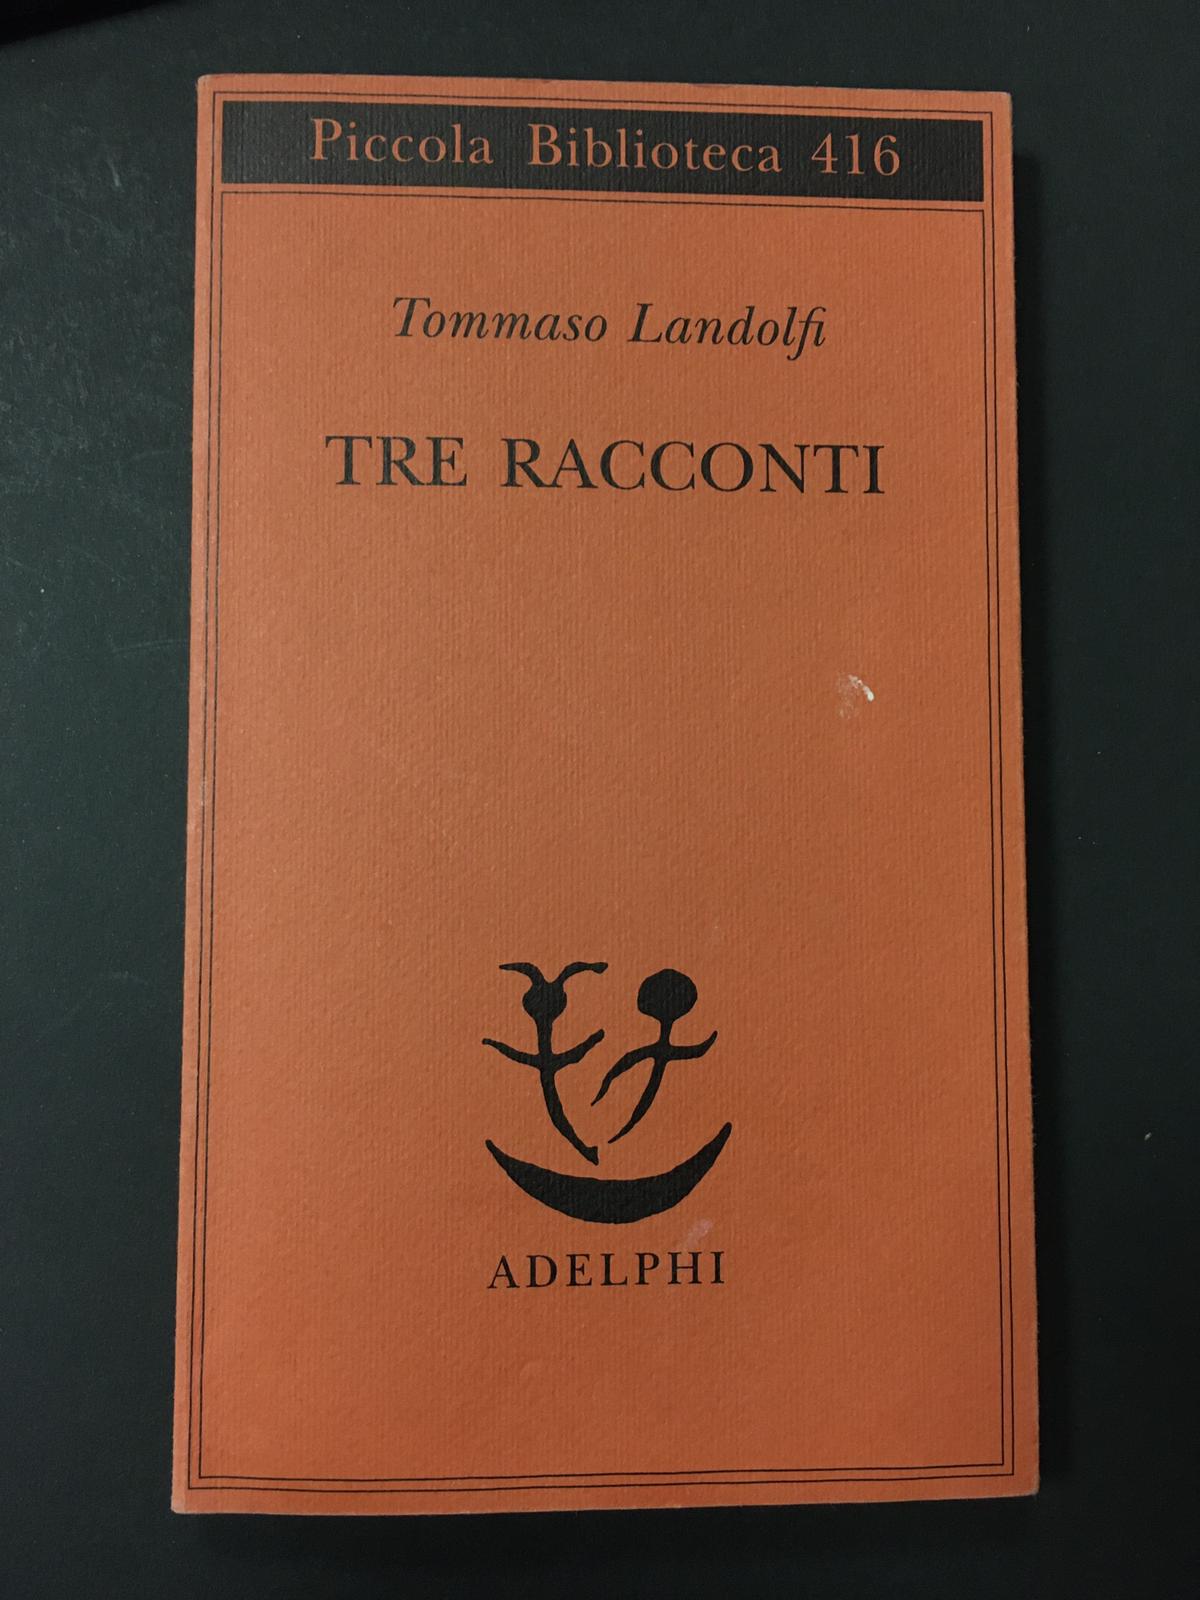 Piccola Biblioteca 416
Tommaso Landolfi
TRE RACCONTI
ADELPHI